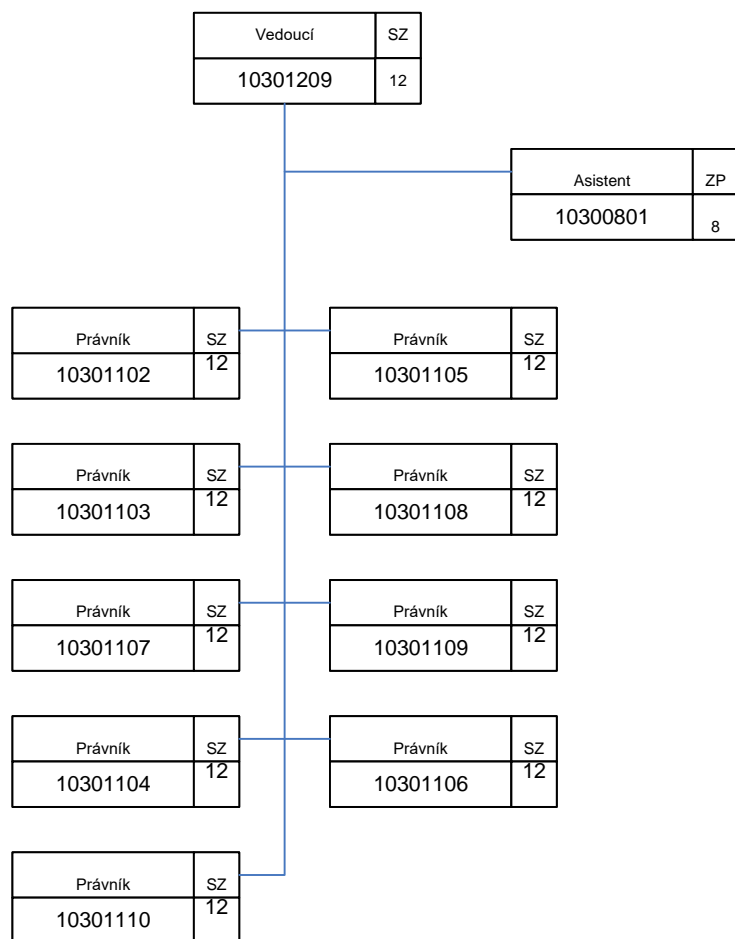 Vedoucí SZ
10301209 12
Asistent ZP
10300801 8
Právník SZ
10301102 12
Právník SZ
10301105 12
Právník SZ
10301103 12
Právník SZ
10301108 12
Právník SZ
10301107 12
Právník SZ
10301109 12
Právník SZ
10301104 12
Právník SZ
10301106 12
Právník SZ
10301110 12